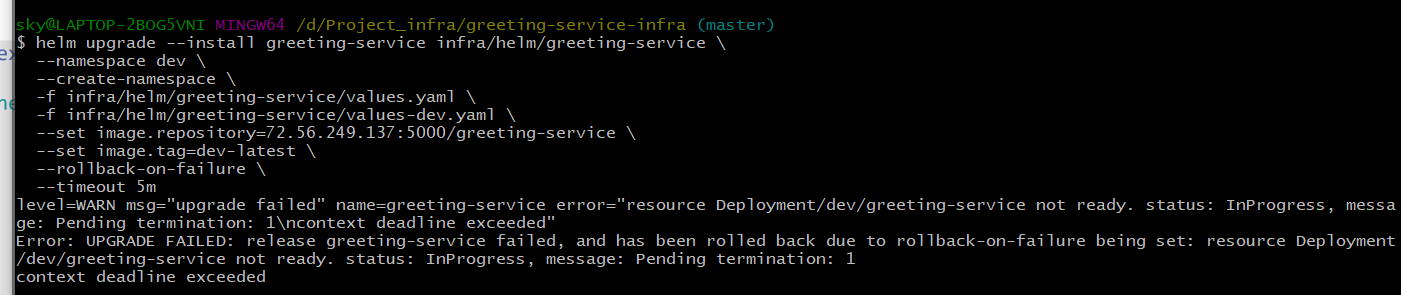 ex
ne
sky@LAPTOP-2BOG5VNI MINGW64 /d/Project_infra/greeting-service-infra (master)
$ helm upgrade --install greeting-service infra/helm/greeting-service \
  --namespace dev \
  --create-namespace \
  -f infra/helm/greeting-service/values.yaml \
  -f infra/helm/greeting-service/values-dev.yaml \
  --set image.repository=72.56.249.137:5000/greeting-service \
  --set image.tag=dev-latest \
  --rollback-on-failure \
  --timeout 5m
level=WARN msg="upgrade failed" name=greeting-service error="resource Deployment/dev/greeting-service not ready. status: InProgress, messa
ge: Pending termination: 1\ncontext deadline exceeded"
Error: UPGRADE FAILED: release greeting-service failed, and has been rolled back due to rollback-on-failure being set: resource Deployment
/dev/greeting-service not ready. status: InProgress, message: Pending termination: 1
context deadline exceeded